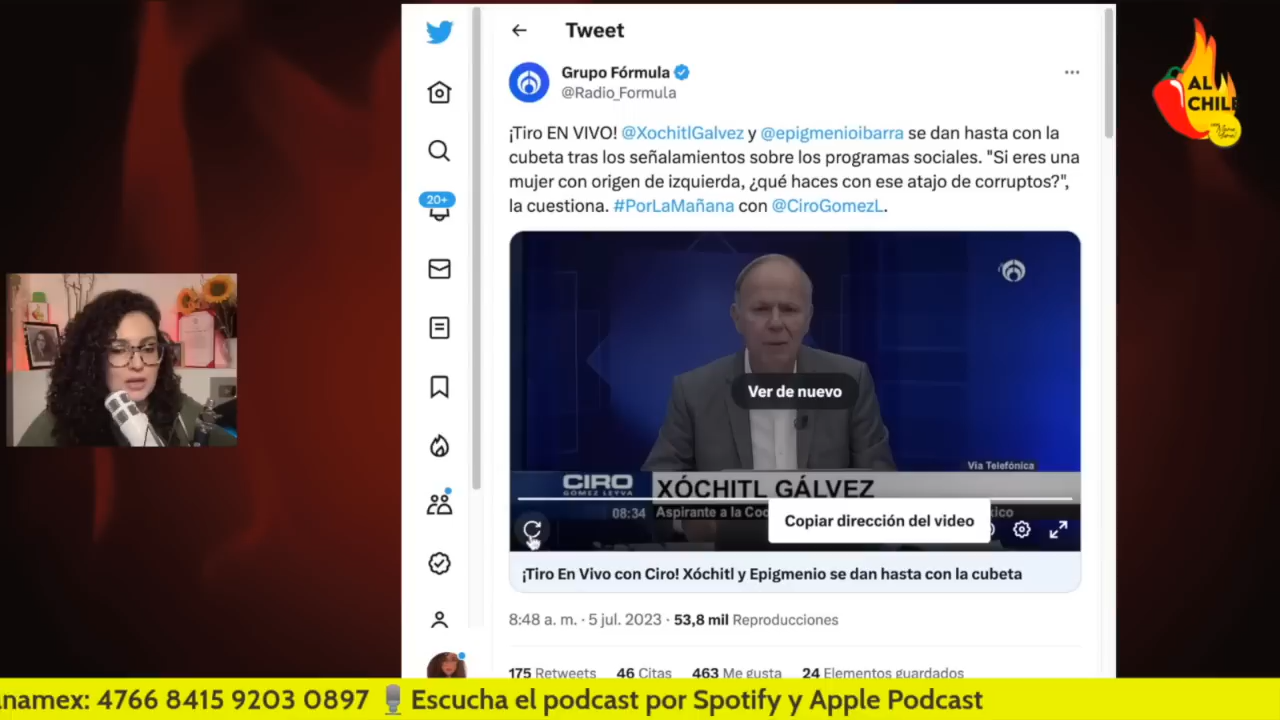 Tweet
Grupo Fórmula
@Radio_Formula
¡Tiro EN VIVO! @XochitlGalvez y @epigmenioibarra se dan hasta con la
cubeta tras los señalamientos sobre los programas sociales. "Si eres una
mujer con origen de izquierda, ¿qué haces con ese atajo de corruptos?",
la cuestiona. #PorLaMañana con @CiroGomezL.
20+
AL
CHILE
Ver de nuevo
Vía Telefónica
CIRO
GÓMEZ LEYVA
XÓCHITL GÁLVEZ
08:34
Aspirante a la Coo
xico
Copiar dirección del video
¡Tiro En Vivo con Ciro! Xóchitl y Epigmenio se dan hasta con la cubeta
8:48 a. m. · 5 jul. 2023 · 53,8 mil Reproducciones
175 Retweets 46 Citas 463 Me gusta 24 Elementos guardados
namex: 4766 8415 9203 0897 🎙️ Escucha el podcast por Spotify y Apple Podcast